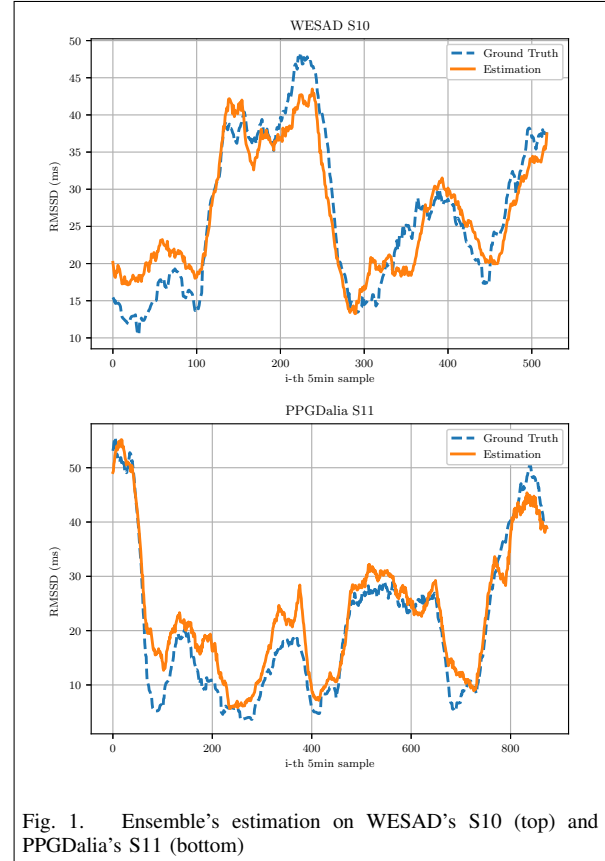 WESAD S10
50
45
40
35
30
25
20
15
10
RMSSD (ms)
Ground Truth
Estimation
0 100 200 300 400 500
i-th 5min sample
PPGDalia S11
50
40
30
20
10
RMSSD (ms)
Ground Truth
Estimation
0 200 400 600 800
i-th 5min sample
Fig. 1. Ensemble's estimation on WESAD's S10 (top) and
PPGDalia's S11 (bottom)